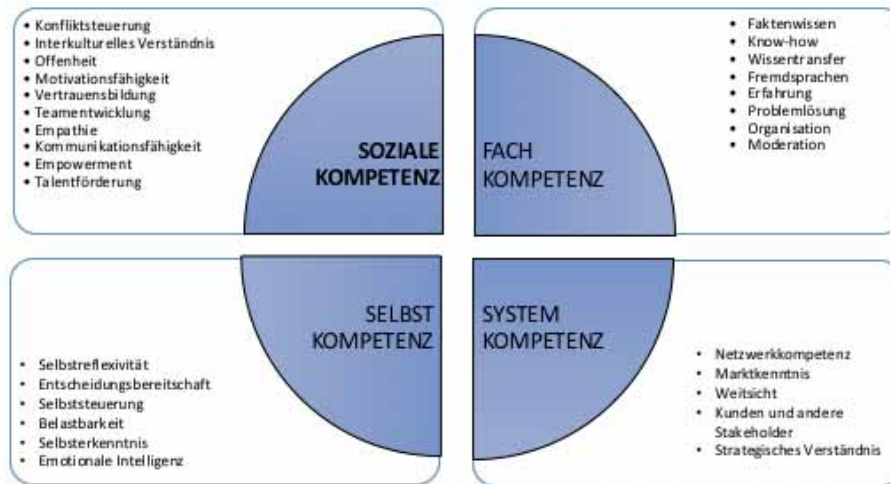 • Konfliktsteuerung
• Interkulturelles Verständnis
• Offenheit
• Motivationsfähigkeit
• Vertrauensbildung
• Teamentwicklung
• Empathie
• Kommunikationsfähigkeit
• Empowerment
• Talentförderung
SOZIALE
KOMPETENZ
FACH
KOMPETENZ
• Faktenwissen
• Know-how
• Wissentransfer
• Fremdsprachen
• Erfahrung
• Problemlösung
• Organisation
• Moderation
SELBST
KOMPETENZ
• Selbstreflexivität
• Entscheidungsbereitschaft
• Selbststeuerung
• Belastbarkeit
• Selbsterkenntnis
• Emotionale Intelligenz
SYSTEM
KOMPETENZ
• Netzwerkkompetenz
• Marktkenntnis
• Weitsicht
• Kunden und andere
Stakeholder
• Strategisches Verständnis